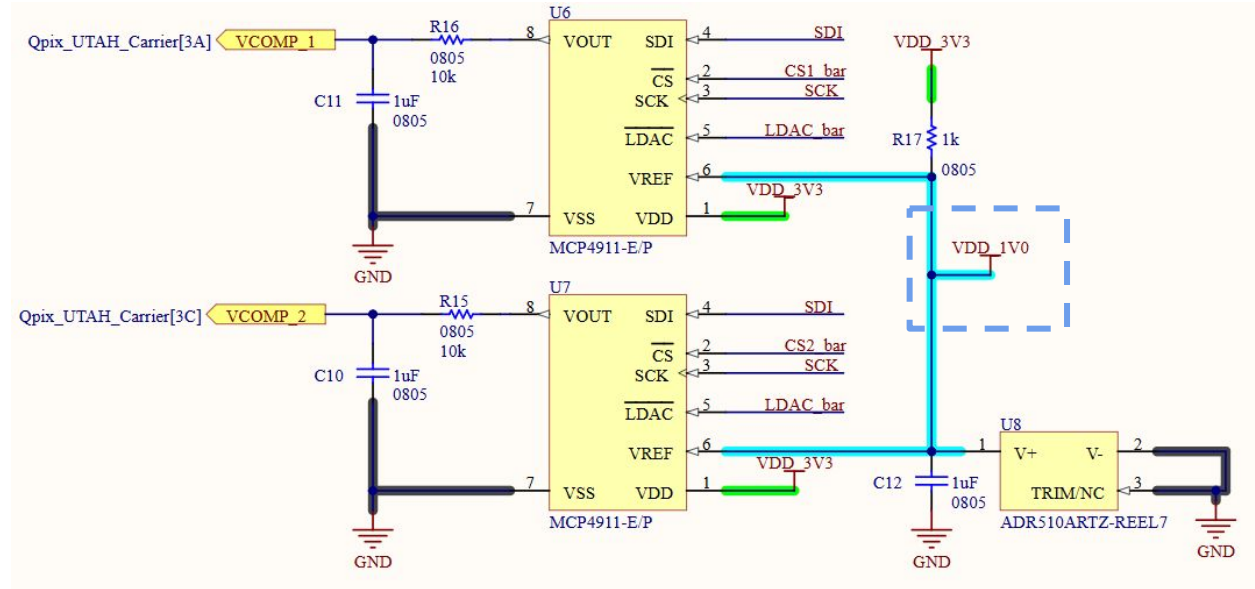 U6
Qpix_UTAH_Carrier[3A]
VCOMP_1
R16
0805
10k
C11
1uF
0805
GND
8
VOUT
SDI
4
SDI
CS
2
CS1_bar
SCK
3
SCK
LDAC
5
LDAC_bar
VREF
6
7
VSS
VDD
1
VDD_3V3
MCP4911-E/P
VDD_3V3
R17
1k
0805
VDD_1V0
U7
Qpix_UTAH_Carrier[3C]
VCOMP_2
R15
0805
10k
C10
1uF
0805
GND
8
VOUT
SDI
4
SDI
CS
2
CS2_bar
SCK
3
SCK
LDAC
5
LDAC_bar
VREF
6
7
VSS
VDD
1
VDD_3V3
MCP4911-E/P
C12
1uF
0805
GND
U8
1
V+
V-
2
TRIM/NC
3
ADR510ARTZ-REEL7
GND